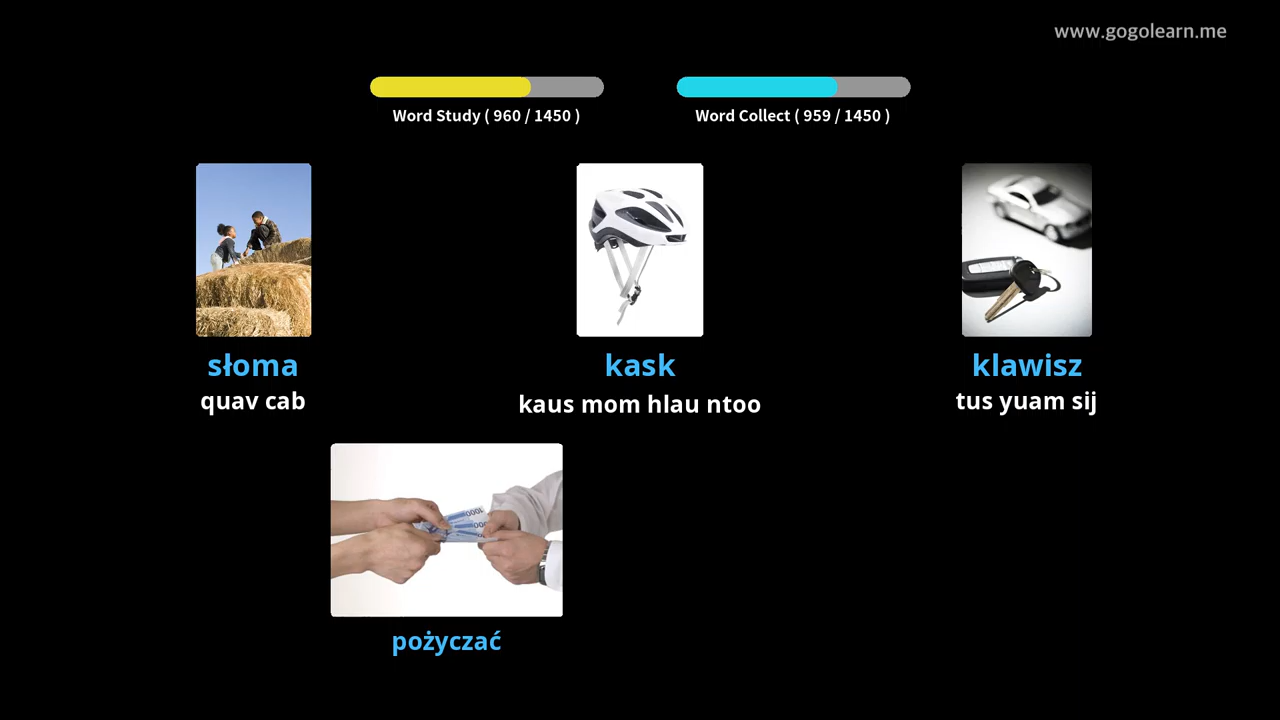 www.gogolearn.me
Word Study ( 960 / 1450 )
Word Collect ( 959 / 1450 )
słoma
kask
klawisz
quav cab
kaus mom hlau ntoo
tus yuam sij
pożyczać